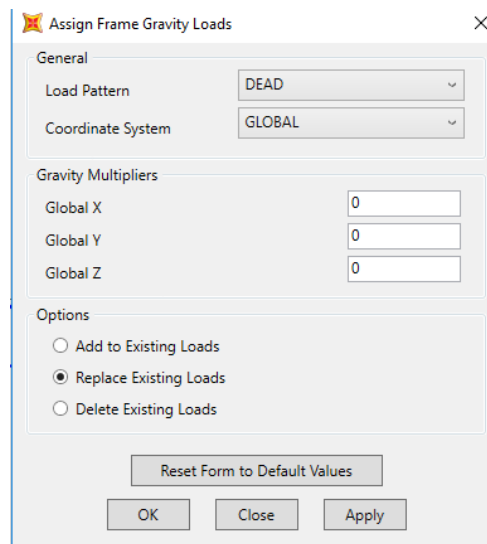 Assign Frame Gravity Loads
General
Load Pattern DEAD
Coordinate System GLOBAL
Gravity Multipliers
Global X 0
Global Y 0
Global Z 0
Options
Add to Existing Loads
Replace Existing Loads
Delete Existing Loads
Reset Form to Default Values
OK Close Apply